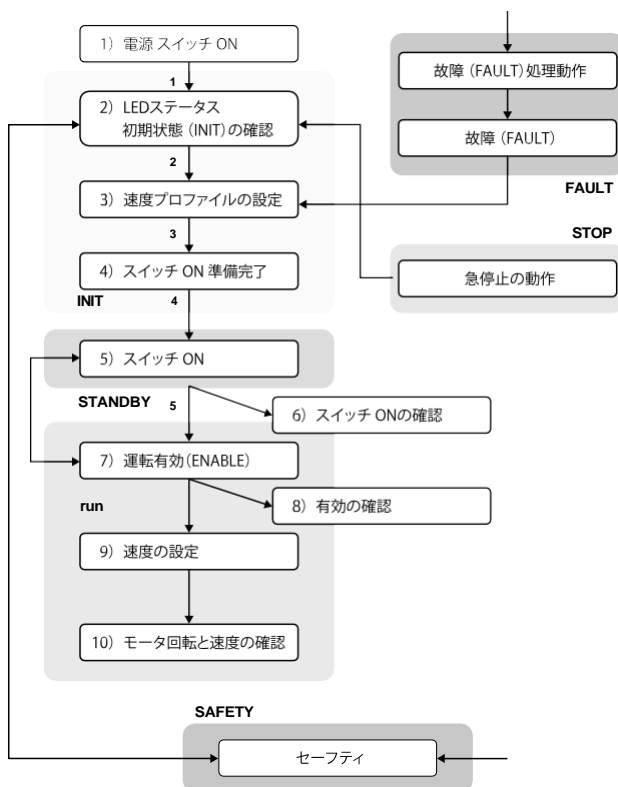 1）電源 スイッチ ON
1
2）LEDステータス
初期状態（INIT）の確認
2
3）速度プロファイルの設定
3
4）スイッチ ON 準備完了
INIT
4
5）スイッチ ON
STANDBY
5
6）スイッチ ONの確認
7）運転有効（ENABLE）
run
8）有効の確認
9）速度の設定
10）モータ回転と速度の確認
故障（FAULT）処理動作
故障（FAULT）
FAULT
STOP
急停止の動作
SAFETY
セーフティ